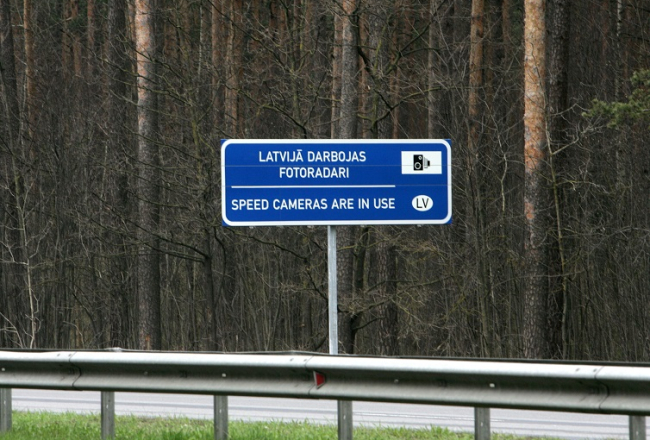 LATVIJĀ DARBOJAS
FOTORADARI
SPEED CAMERAS ARE IN USE LV